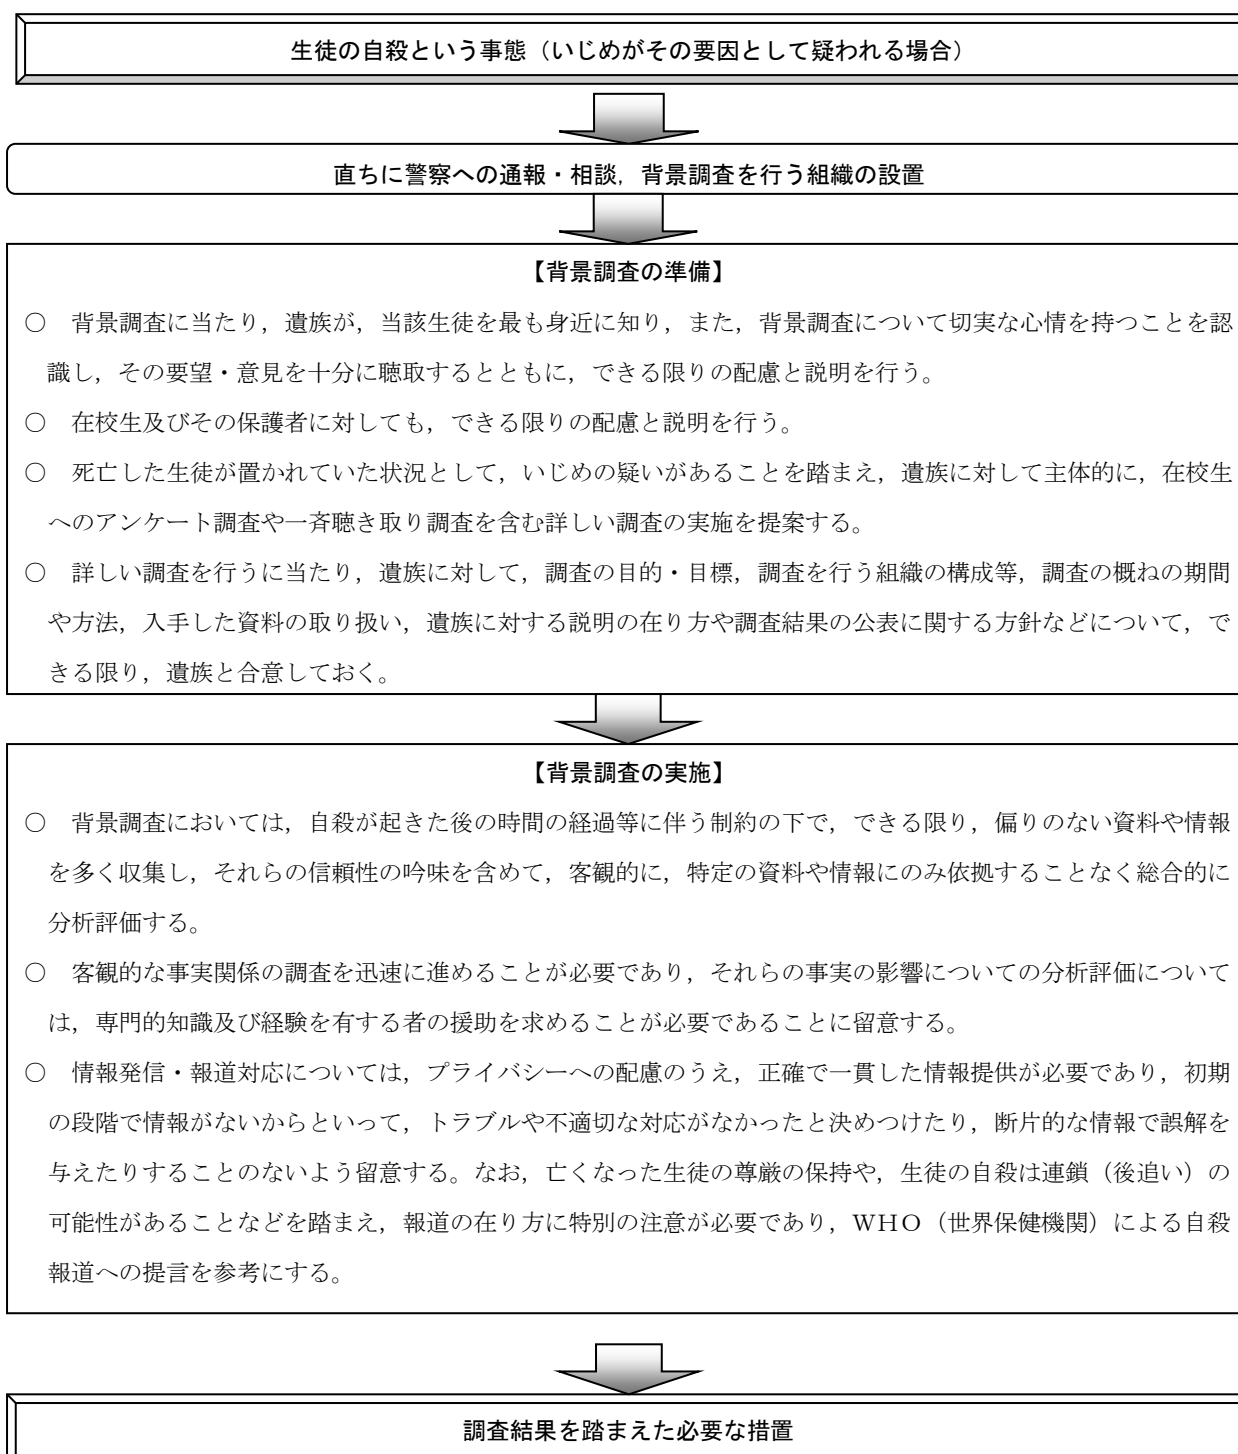 生徒の自殺という事態（いじめがその要因として疑われる場合）
直ちに警察への通報・相談，背景調査を行う組織の設置
【背景調査の準備】
○　背景調査に当たり，遺族が，当該生徒を最も身近に知り，また，背景調査について切実な心情を持つことを認
識し，その要望・意見を十分に聴取するとともに，できる限りの配慮と説明を行う。
○　在校生及びその保護者に対しても，できる限りの配慮と説明を行う。
○　死亡した生徒が置かれていた状況として，いじめの疑いがあることを踏まえ，遺族に対して主体的に，在校生
へのアンケート調査や一斉聴き取り調査を含む詳しい調査の実施を提案する。
○　詳しい調査を行うに当たり，遺族に対して，調査の目的・目標，調査を行う組織の構成等，調査の概ねの期間
や方法，入手した資料の取り扱い，遺族に対する説明の在り方や調査結果の公表に関する方針などについて，で
きる限り，遺族と合意しておく。
【背景調査の実施】
○　背景調査においては，自殺が起きた後の時間の経過等に伴う制約の下で，できる限り，偏りのない資料や情報
を多く収集し，それらの信頼性の吟味を含めて，客観的に，特定の資料や情報にのみ依拠することなく総合的に
分析評価する。
○　客観的な事実関係の調査を迅速に進めることが必要であり，それらの事実の影響についての分析評価について
は，専門的知識及び経験を有する者の援助を求めることが必要であることに留意する。
○　情報発信・報道対応については，プライバシーへの配慮のうえ，正確で一貫した情報提供が必要であり，初期
の段階で情報がないからといって，トラブルや不適切な対応がなかったと決めつけたり，断片的な情報で誤解を
与えたりすることのないよう留意する。なお，亡くなった生徒の尊厳の保持や，生徒の自殺は連鎖（後追い）の
可能性があることなどを踏まえ，報道の在り方に特別の注意が必要であり，ＷＨＯ（世界保健機関）による自殺
報道への提言を参考にする。
調査結果を踏まえた必要な措置